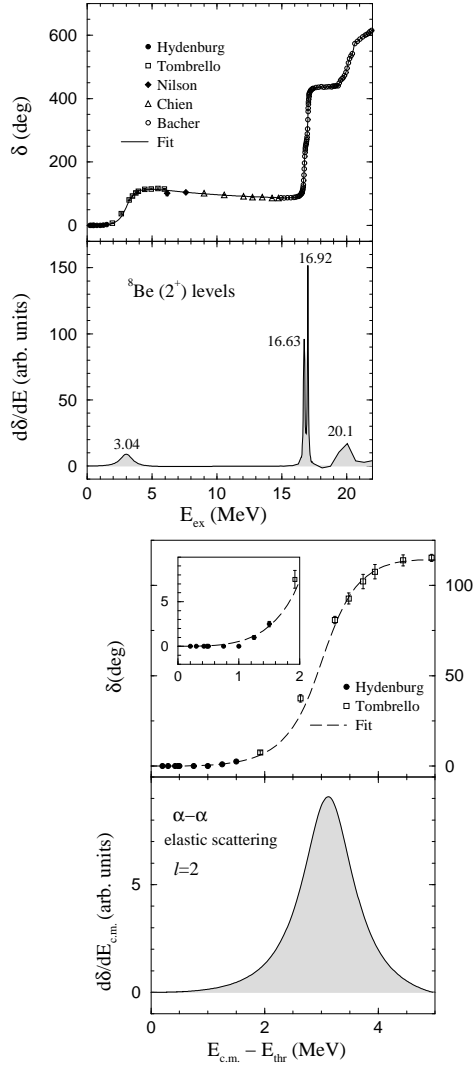 600
400
200
0
δ (deg)
Hydenburg
Tombrello
Nilson
Chien
Bacher
Fit
150
100
50
0
dδ/dE (arb. units)
⁸Be (2⁺) levels
16.92
16.63
3.04
20.1
0 5 10 15 20
E_ex (MeV)
5
0
0 1 2
δ(deg)
100
50
0
Hydenburg
Tombrello
Fit
α–α
elastic scattering
l=2
5
0
dδ/dE_c.m. (arb. units)
0 2 4
E_c.m. – E_thr (MeV)